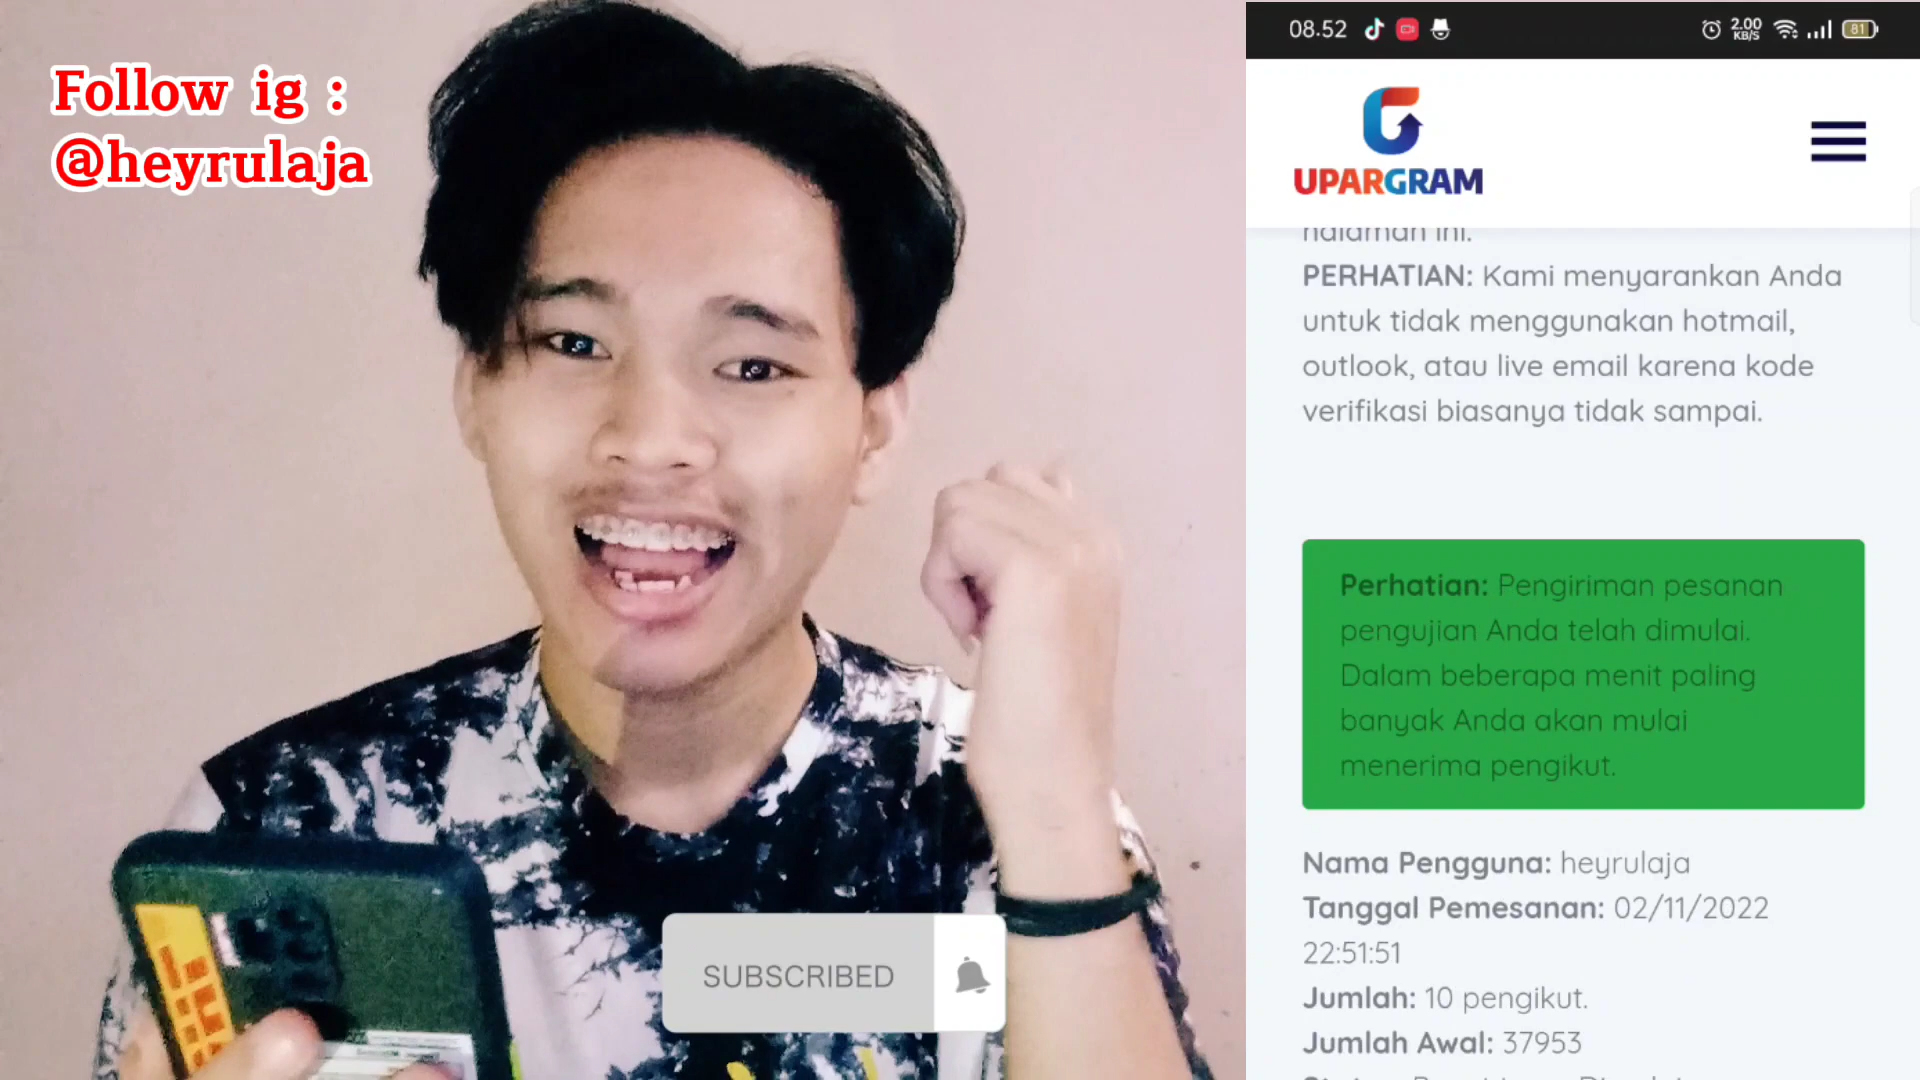 Follow ig :
@heyrulaja
SUBSCRIBED
08.52
2.00
KB/S
81
UPARGRAM
halaman ini.
PERHATIAN: Kami menyarankan Anda
untuk tidak menggunakan hotmail,
outlook, atau live email karena kode
verifikasi biasanya tidak sampai.
Perhatian: Pengiriman pesanan
pengujian Anda telah dimulai.
Dalam beberapa menit paling
banyak Anda akan mulai
menerima pengikut.
Nama Pengguna: heyrulaja
Tanggal Pemesanan: 02/11/2022
22:51:51
Jumlah: 10 pengikut.
Jumlah Awal: 37953